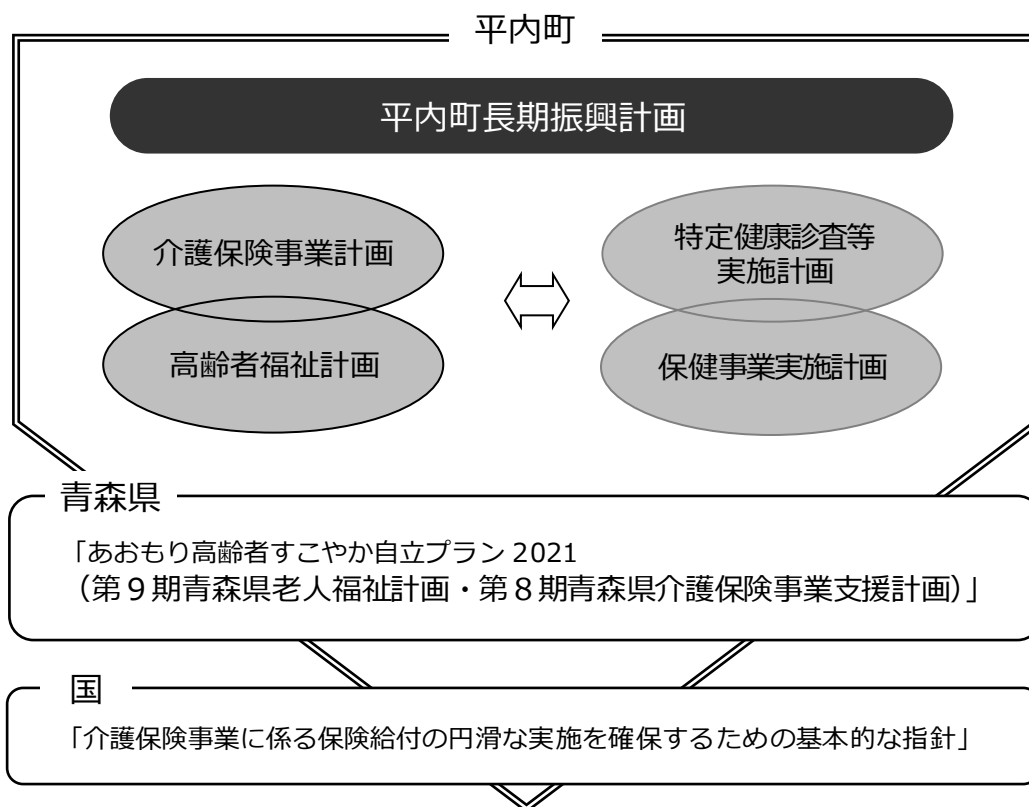 平内町
平内町長期振興計画
介護保険事業計画
高齢者福祉計画
特定健康診査等
実施計画
保健事業実施計画
青森県
「あおもり高齢者すこやか自立プラン 2021
（第９期青森県老人福祉計画・第８期青森県介護保険事業支援計画）」
国
「介護保険事業に係る保険給付の円滑な実施を確保するための基本的な指針」